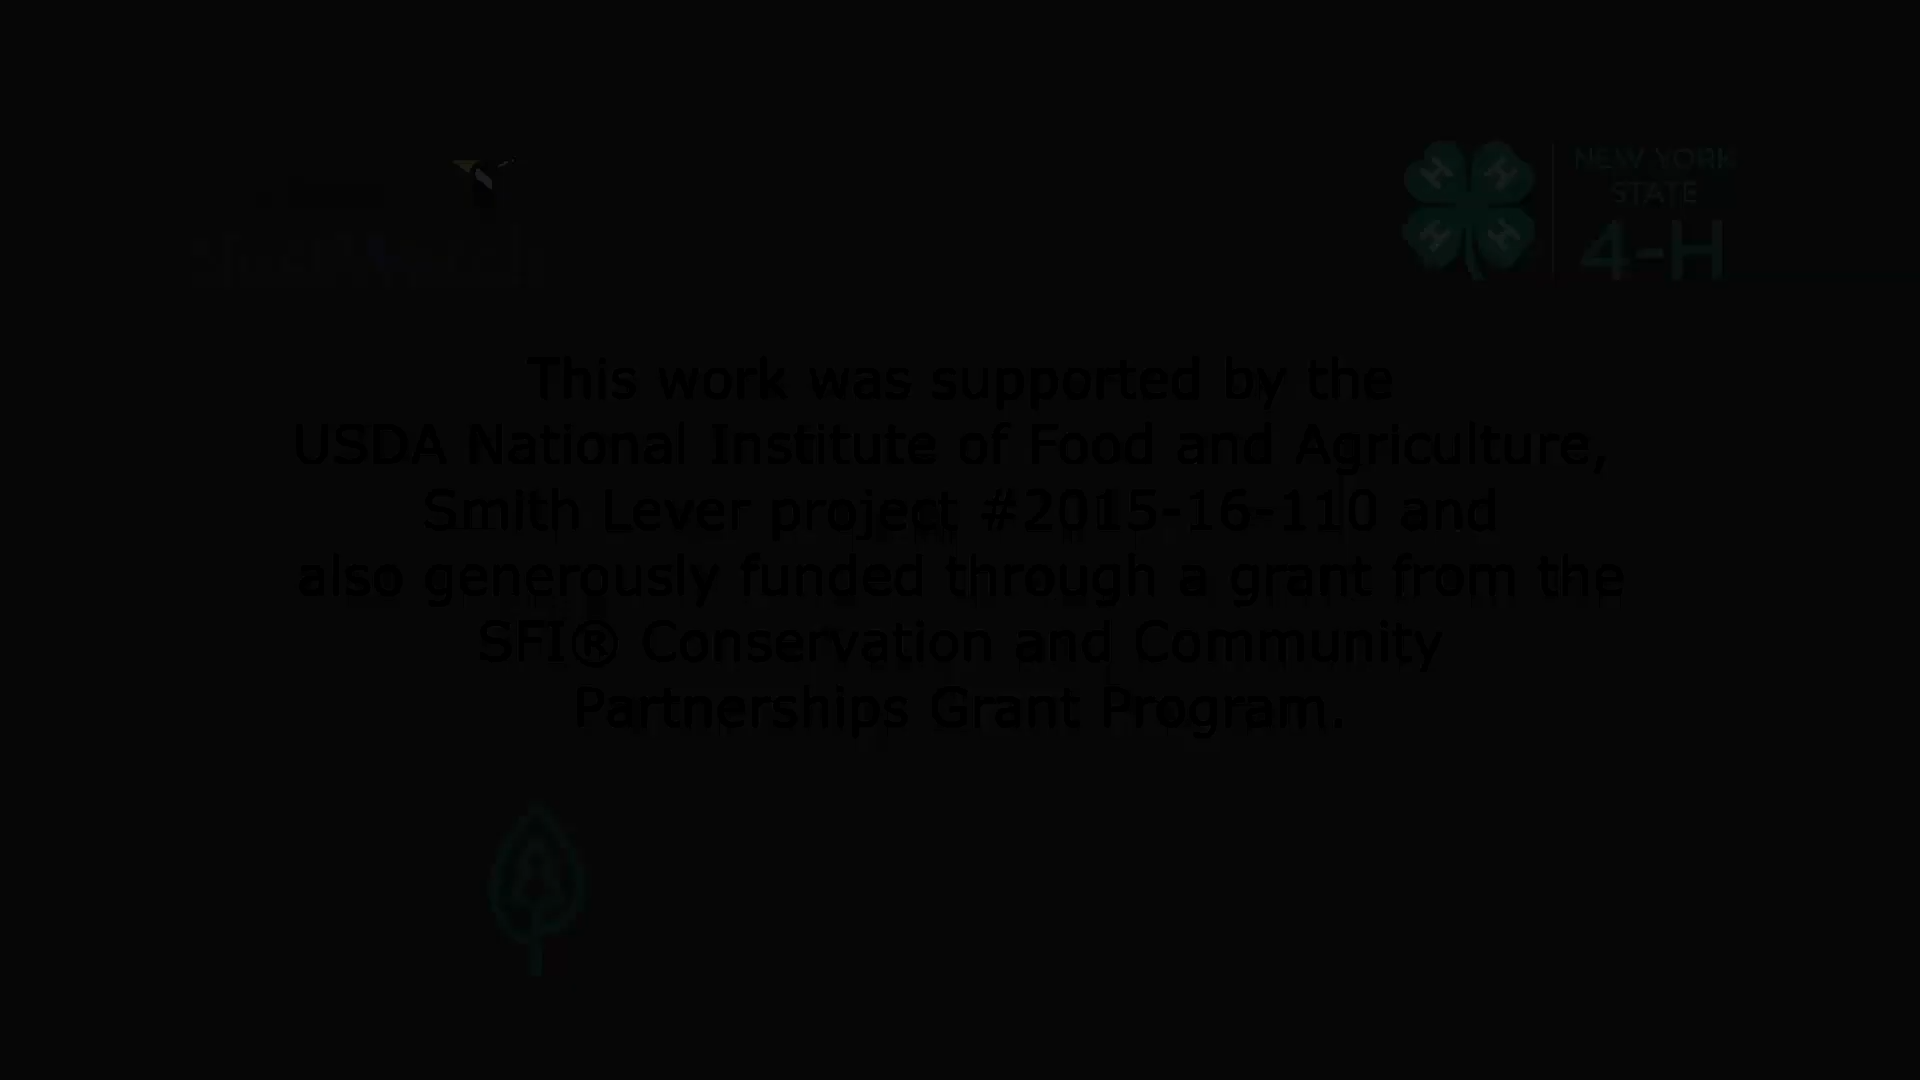 NEW YORK
STATE
4-H
H H
H H
This work was supported by the
USDA National Institute of Food and Agriculture,
Smith Lever project #2015-16-110 and
also generously funded through a grant from the
SFI® Conservation and Community
Partnerships Grant Program.